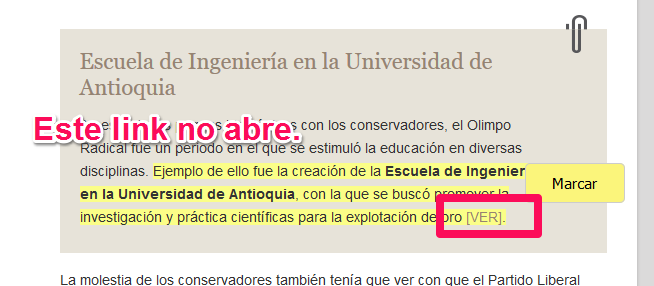 Escuela de Ingeniería en la Universidad de
Antioquia
Este link no abre.
con los conservadores, el Olimpo
Radical fue un periodo en el que se estimuló la educación en diversas
disciplinas. Ejemplo de ello fue la creación de la Escuela de Ingenier
en la Universidad de Antioquia, con la que se buscó promover la
Marcar
investigación y práctica científicas para la explotación de oro [VER].
La molestia de los conservadores también tenía que ver con que el Partido Liberal